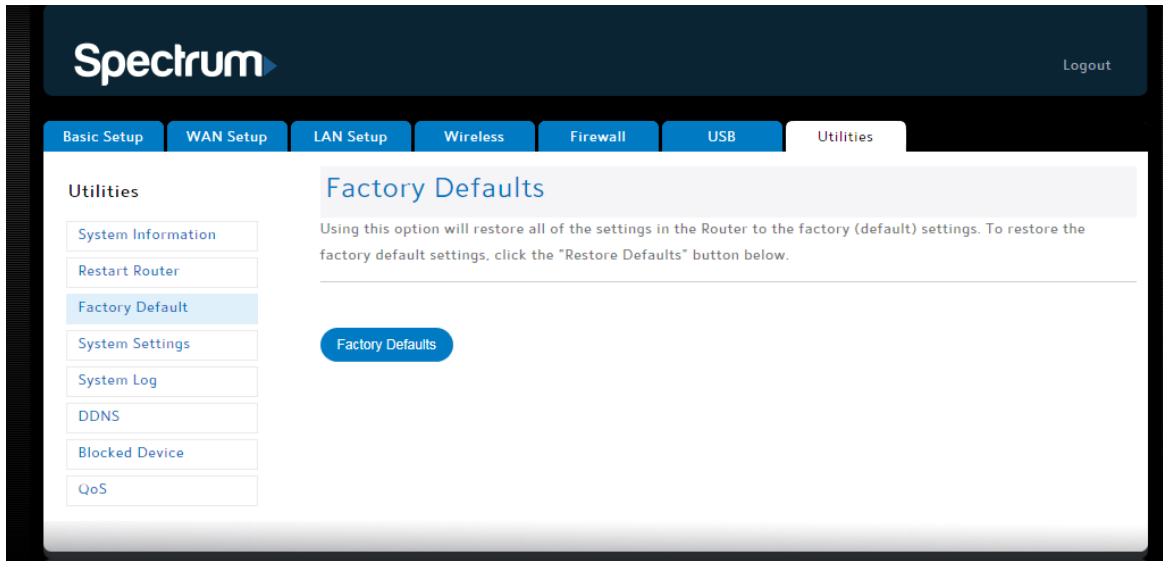 Spectrum
Logout
Basic Setup WAN Setup LAN Setup Wireless Firewall USB Utilities
Utilities
System Information
Restart Router
Factory Default
System Settings
System Log
DDNS
Blocked Device
QoS
Factory Defaults
Using this option will restore all of the settings in the Router to the factory (default) settings. To restore the
factory default settings, click the "Restore Defaults" button below.
Factory Defaults